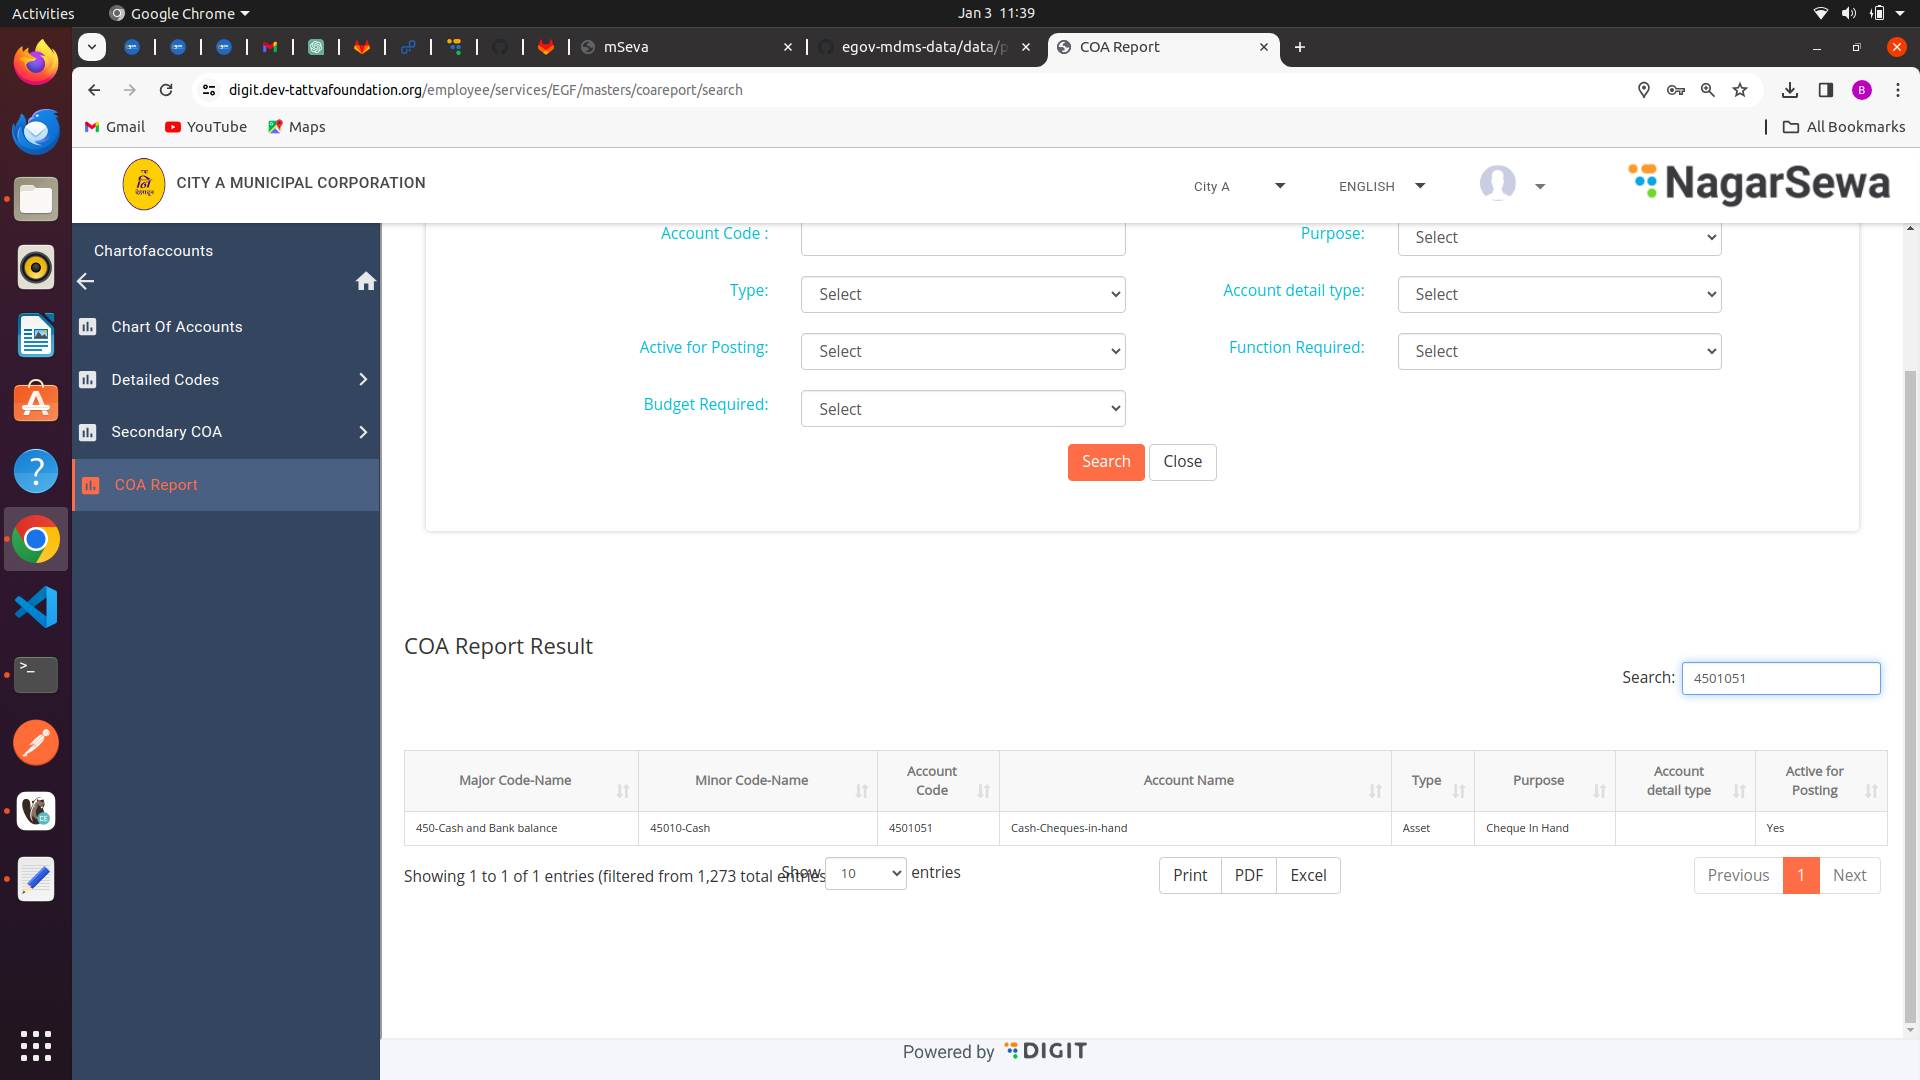 Activities
Google Chrome
Jan 3 11:39
mSeva
egov-mdms-data/data/p
COA Report
digit.dev-tattvafoundation.org/employee/services/EGF/masters/coareport/search
B
Gmail
YouTube
Maps
All Bookmarks
CITY A MUNICIPAL CORPORATION
City A
ENGLISH
NagarSewa
Chartofaccounts
Chart Of Accounts
Detailed Codes
Secondary COA
COA Report
Account Code :
Purpose:
Select
Type:
Select
Account detail type:
Select
Active for Posting:
Select
Function Required:
Select
Budget Required:
Select
Search
Close
COA Report Result
Search:
4501051
Major Code-Name
Minor Code-Name
Account
Code
Account Name
Type
Purpose
Account
detail type
Active for
Posting
450-Cash and Bank balance
45010-Cash
4501051
Cash-Cheques-in-hand
Asset
Cheque In Hand
Yes
Showing 1 to 1 of 1 entries (filtered from 1,273 total entries
Show
10
entries
Print
PDF
Excel
Previous
1
Next
Powered by
DIGIT